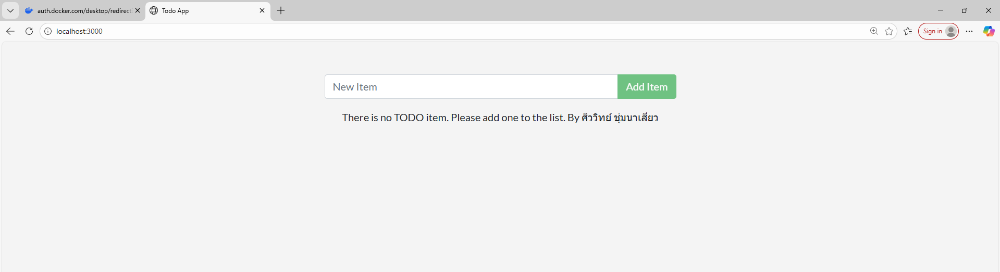 auth.docker.com/desktop/redirect
Todo App
localhost:3000
Sign in
New Item
Add Item
There is no TODO item. Please add one to the list. By ศิววิทย์ ชุ่มนาเสียว